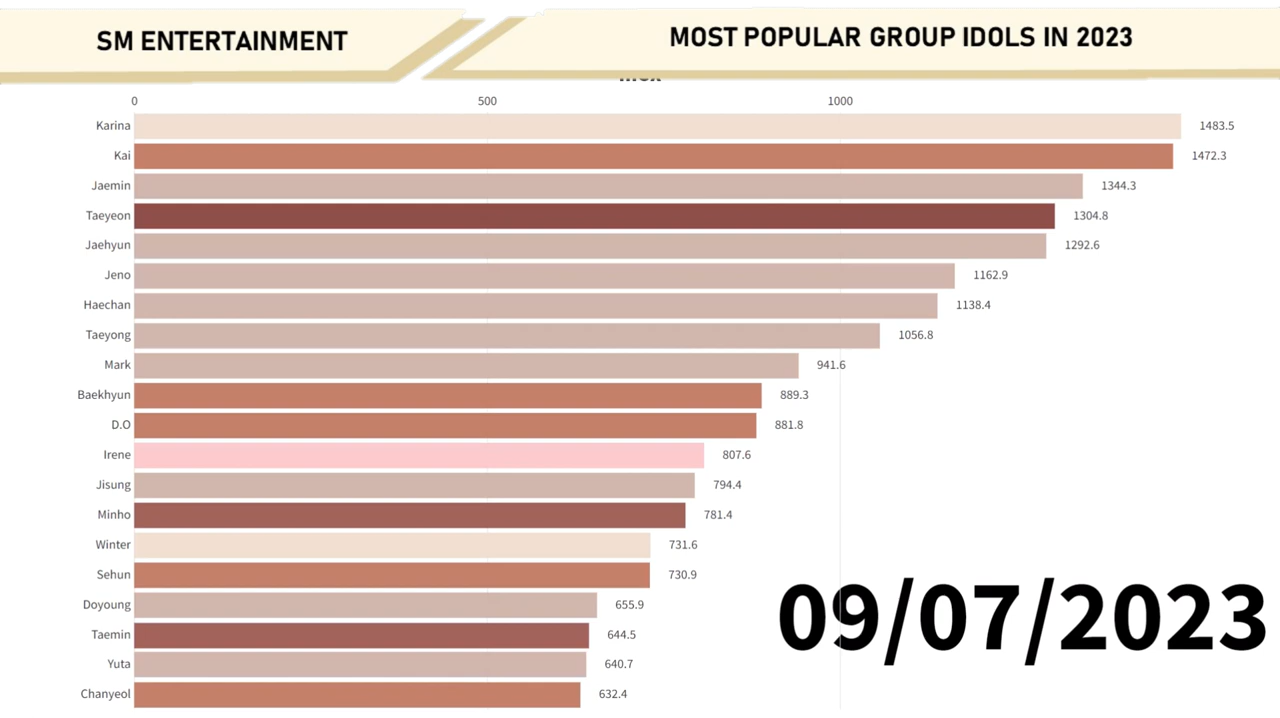 SM ENTERTAINMENT
MOST POPULAR GROUP IDOLS IN 2023
0 500 1000
Karina 1483.5
Kai 1472.3
Jaemin 1344.3
Taeyeon 1304.8
Jaehyun 1292.6
Jeno 1162.9
Haechan 1138.4
Taeyong 1056.8
Mark 941.6
Baekhyun 889.3
D.O 881.8
Irene 807.6
Jisung 794.4
Minho 781.4
Winter 731.6
Sehun 730.9
Doyoung 655.9
Taemin 644.5
Yuta 640.7
Chanyeol 632.4
09/07/2023